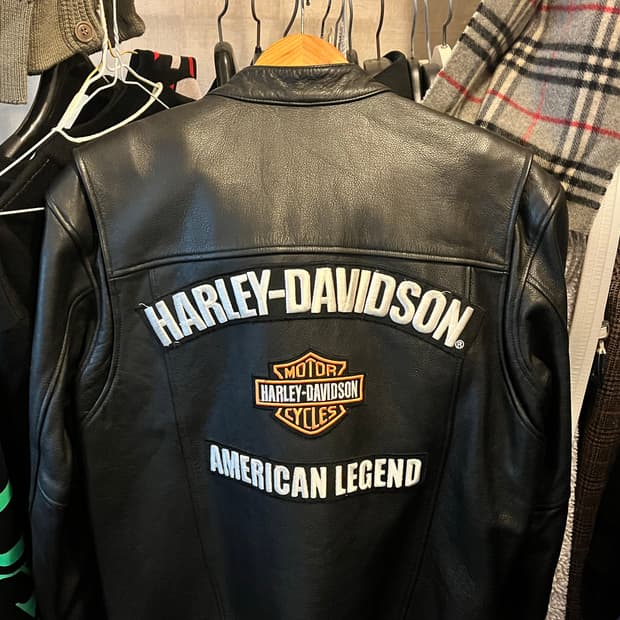 HARLEY-DAVIDSON®
MOTOR
HARLEY-DAVIDSON
CYCLES
AMERICAN LEGEND